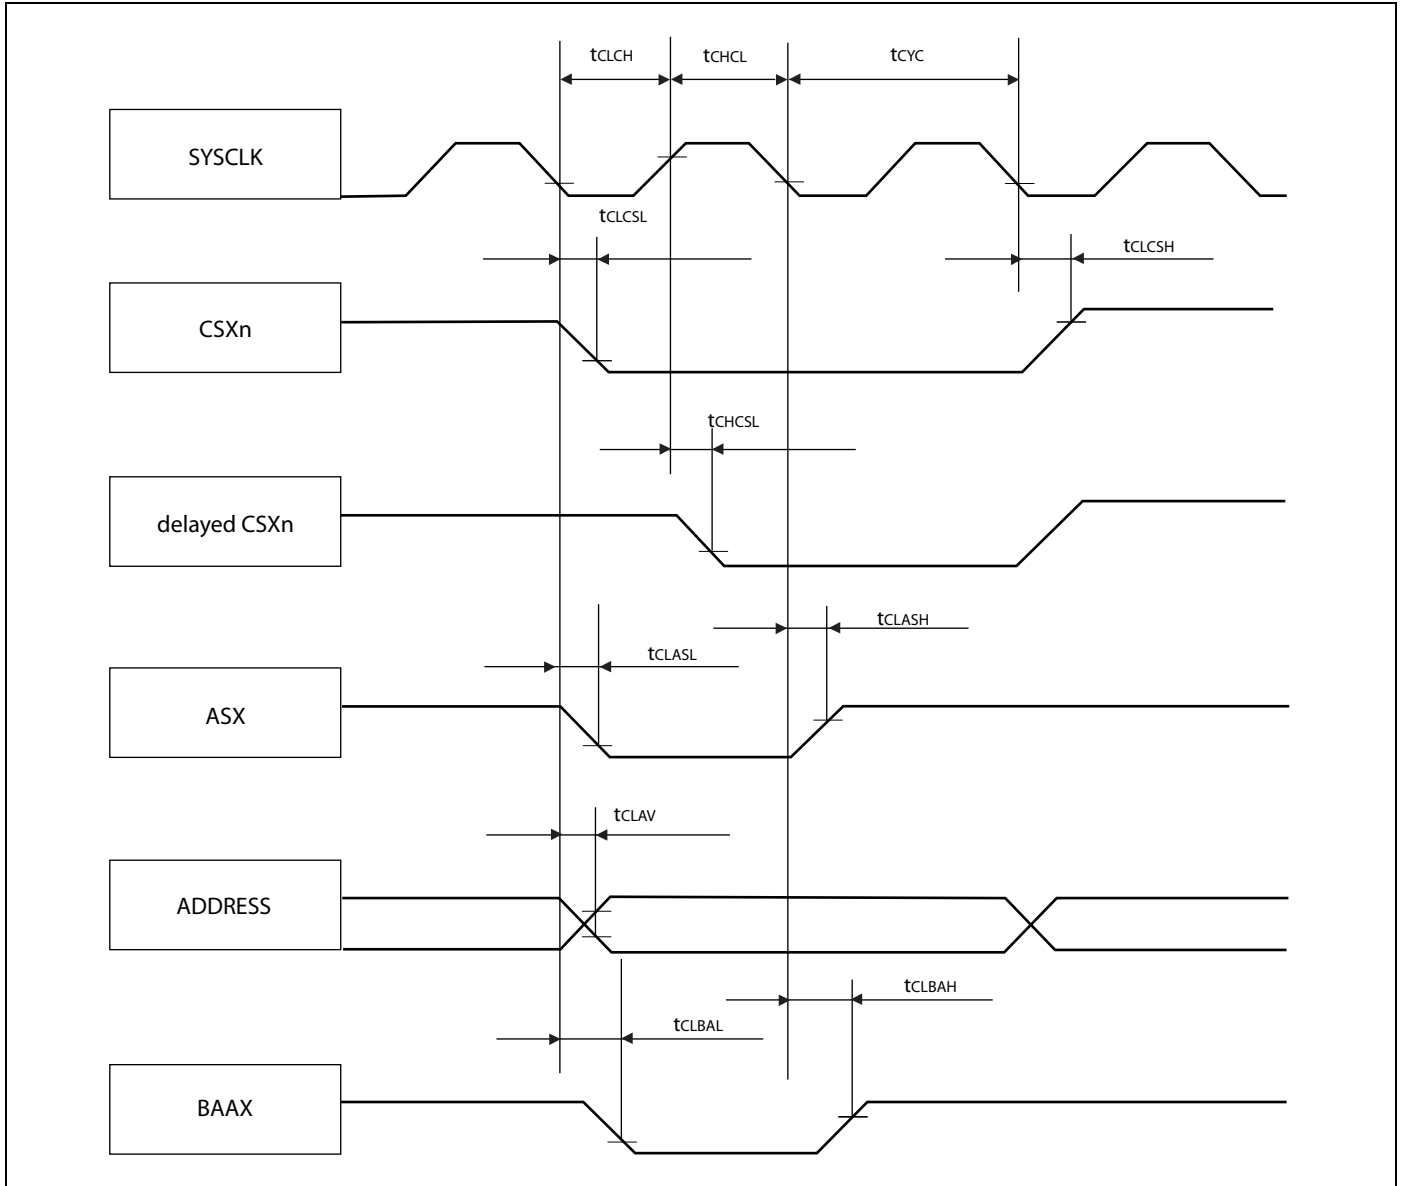 tCLCH
tCHCL
tCYC
SYSCLK
tCLCSL
tCLCSH
CSXn
tCHCSL
delayed CSXn
tCLASH
tCLASL
ASX
tCLAV
ADDRESS
tCLBAH
tCLBAL
BAAX